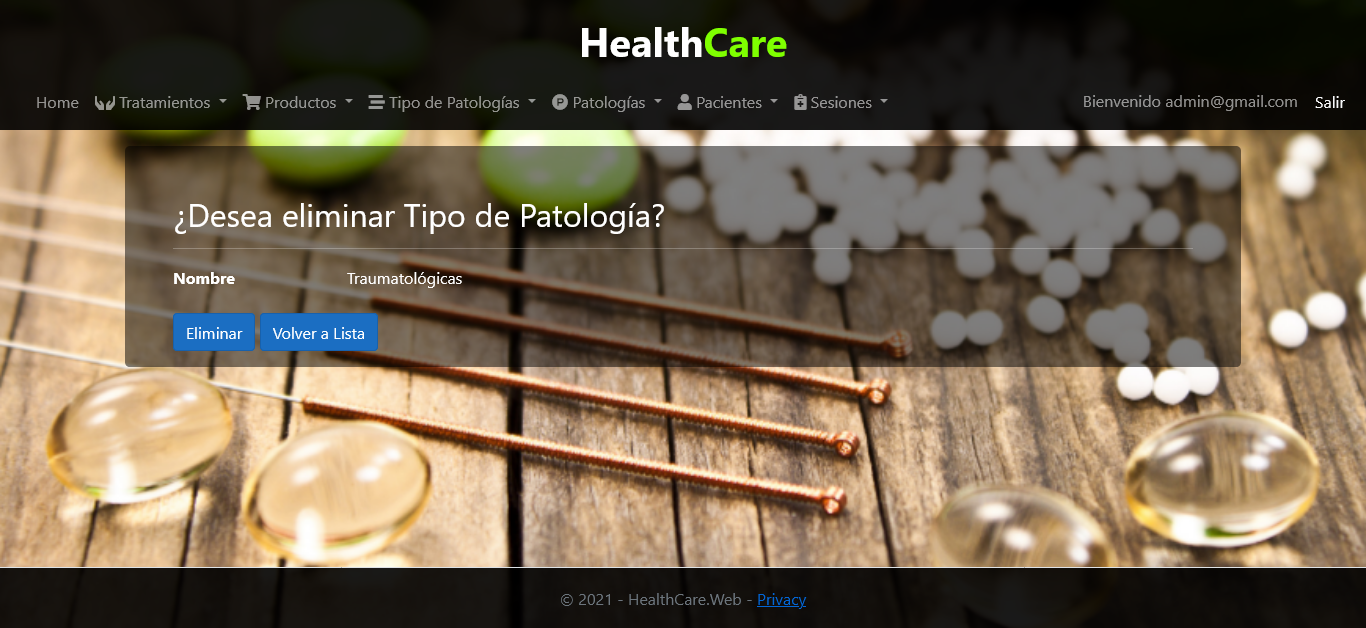 HealthCare
Home Tratamientos Productos Tipo de Patologías Patologías Pacientes Sesiones Bienvenido admin@gmail.com Salir
¿Desea eliminar Tipo de Patología?
Nombre Traumatológicas
Eliminar Volver a Lista
© 2021 - HealthCare.Web - Privacy